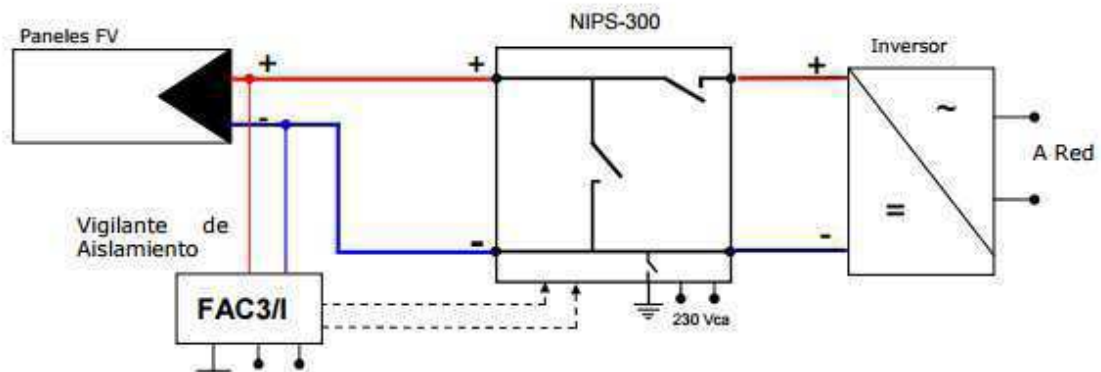 NIPS-300
Paneles FV
Inversor
+
+
+
-
~
A Red
=
Vigilante de
Aislamiento
-
-
FAC3/I
230 Vca